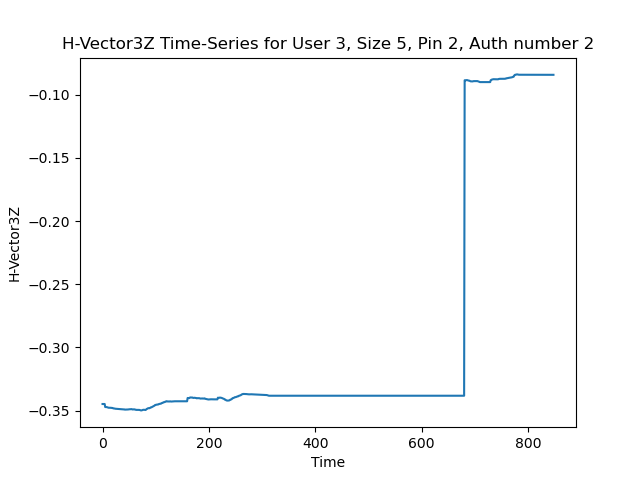 H-Vector3Z Time-Series for User 3, Size 5, Pin 2, Auth number 2
−0.10
−0.15
−0.20
−0.25
−0.30
−0.35
H-Vector3Z
0 200 400 600 800
Time